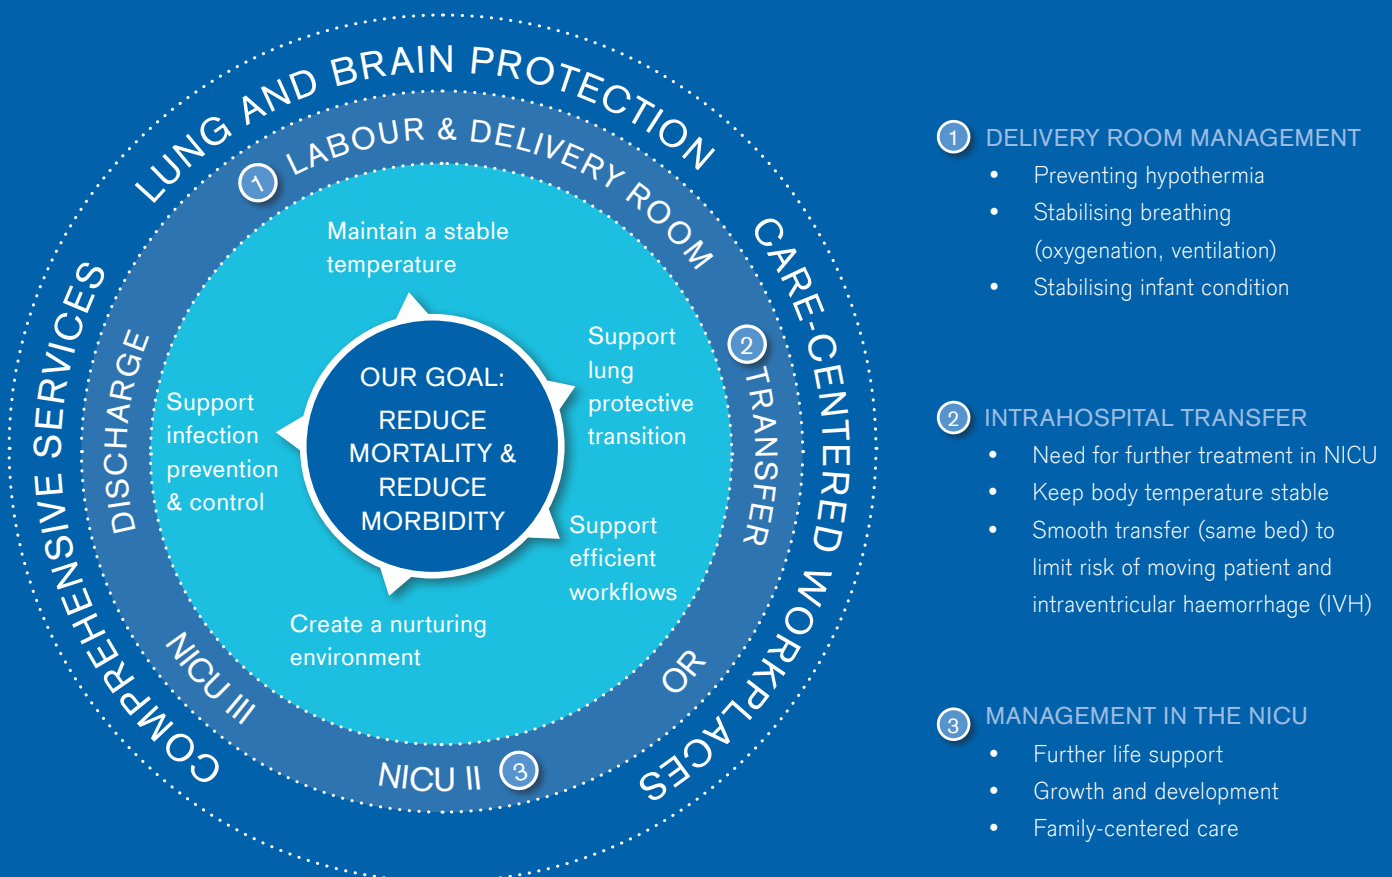 LUNG AND BRAIN PROTECTION
CARE-CENTERED WORKPLACES
COMPREHENSIVE SERVICES
1 LABOUR & DELIVERY ROOM
2 TRANSFER
OR
NICU II 3
NICU III
DISCHARGE
Maintain a stable
temperature
Support
lung
protective
transition
Support
efficient
workflows
Create a nurturing
environment
Support
infection
prevention
& control
OUR GOAL:
REDUCE
MORTALITY &
REDUCE
MORBIDITY
1 DELIVERY ROOM MANAGEMENT
• Preventing hypothermia
• Stabilising breathing
(oxygenation, ventilation)
• Stabilising infant condition
2 INTRAHOSPITAL TRANSFER
• Need for further treatment in NICU
• Keep body temperature stable
• Smooth transfer (same bed) to
limit risk of moving patient and
intraventricular haemorrhage (IVH)
3 MANAGEMENT IN THE NICU
• Further life support
• Growth and development
• Family-centered care